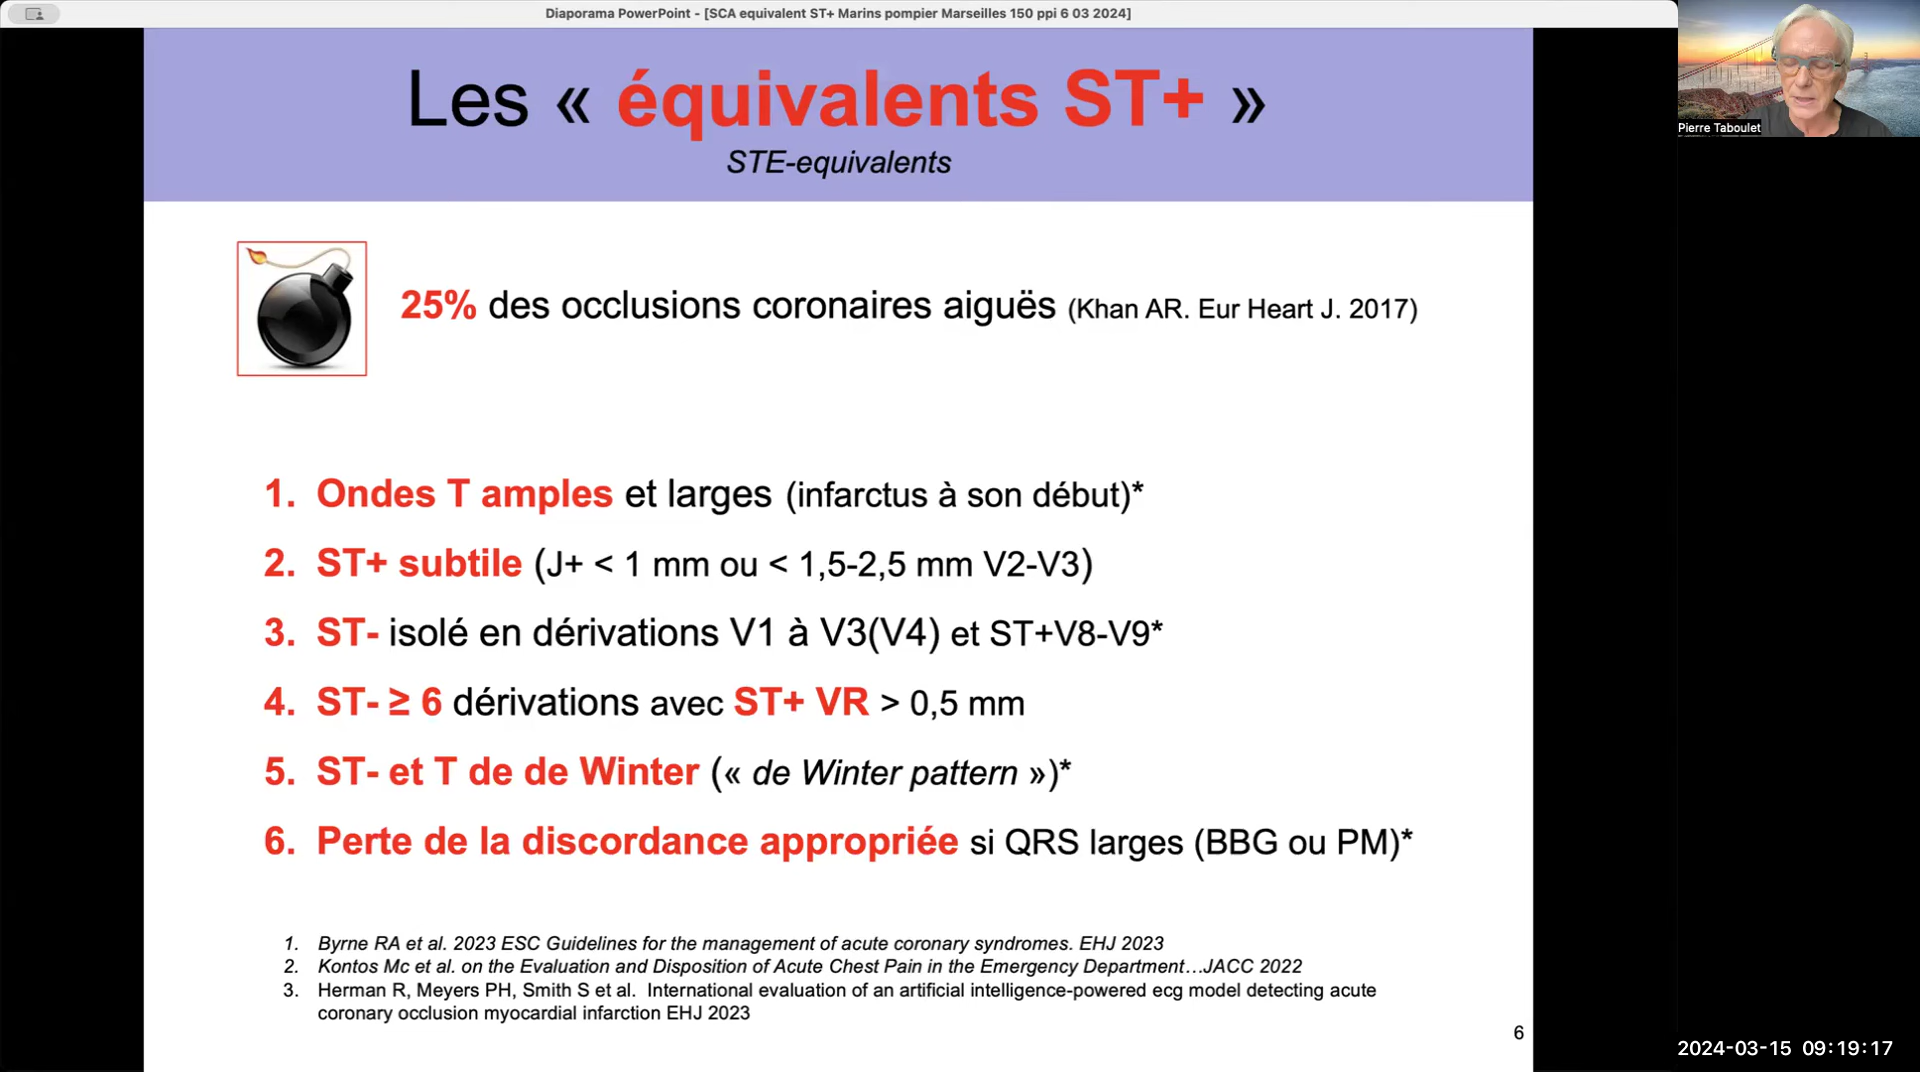 Diaporama PowerPoint - [SCA equivalent ST+ Marins pompier Marseilles 150 ppi 6 03 2024]
Les « équivalents ST+ »
STE-equivalents
25% des occlusions coronaires aiguës (Khan AR. Eur Heart J. 2017)
1. Ondes T amples et larges (infarctus à son début)*
2. ST+ subtile (J+ < 1 mm ou < 1,5-2,5 mm V2-V3)
3. ST- isolé en dérivations V1 à V3(V4) et ST+V8-V9*
4. ST- ≥ 6 dérivations avec ST+ VR > 0,5 mm
5. ST- et T de de Winter (« de Winter pattern »)*
6. Perte de la discordance appropriée si QRS larges (BBG ou PM)*
1. Byrne RA et al. 2023 ESC Guidelines for the management of acute coronary syndromes. EHJ 2023
2. Kontos Mc et al. on the Evaluation and Disposition of Acute Chest Pain in the Emergency Department…JACC 2022
3. Herman R, Meyers PH, Smith S et al. International evaluation of an artificial intelligence-powered ecg model detecting acute
coronary occlusion myocardial infarction EHJ 2023
6
Pierre Taboulet
2024-03-15 09:19:17